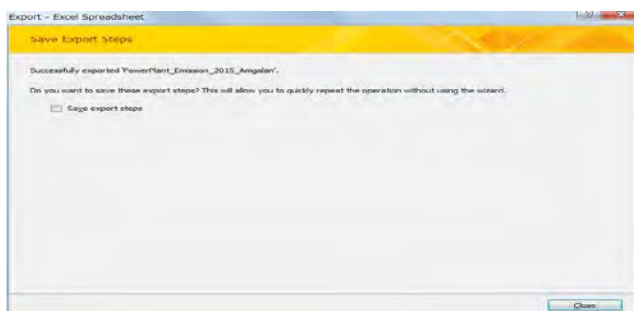 Export - Excel Spreadsheet
Save Export Steps
Successfully exported 'PowerPlant_Emission_2015_Amgalan'.
Do you want to save these export steps? This will allow you to quickly repeat the operation without using the wizard.
Save export steps
Close